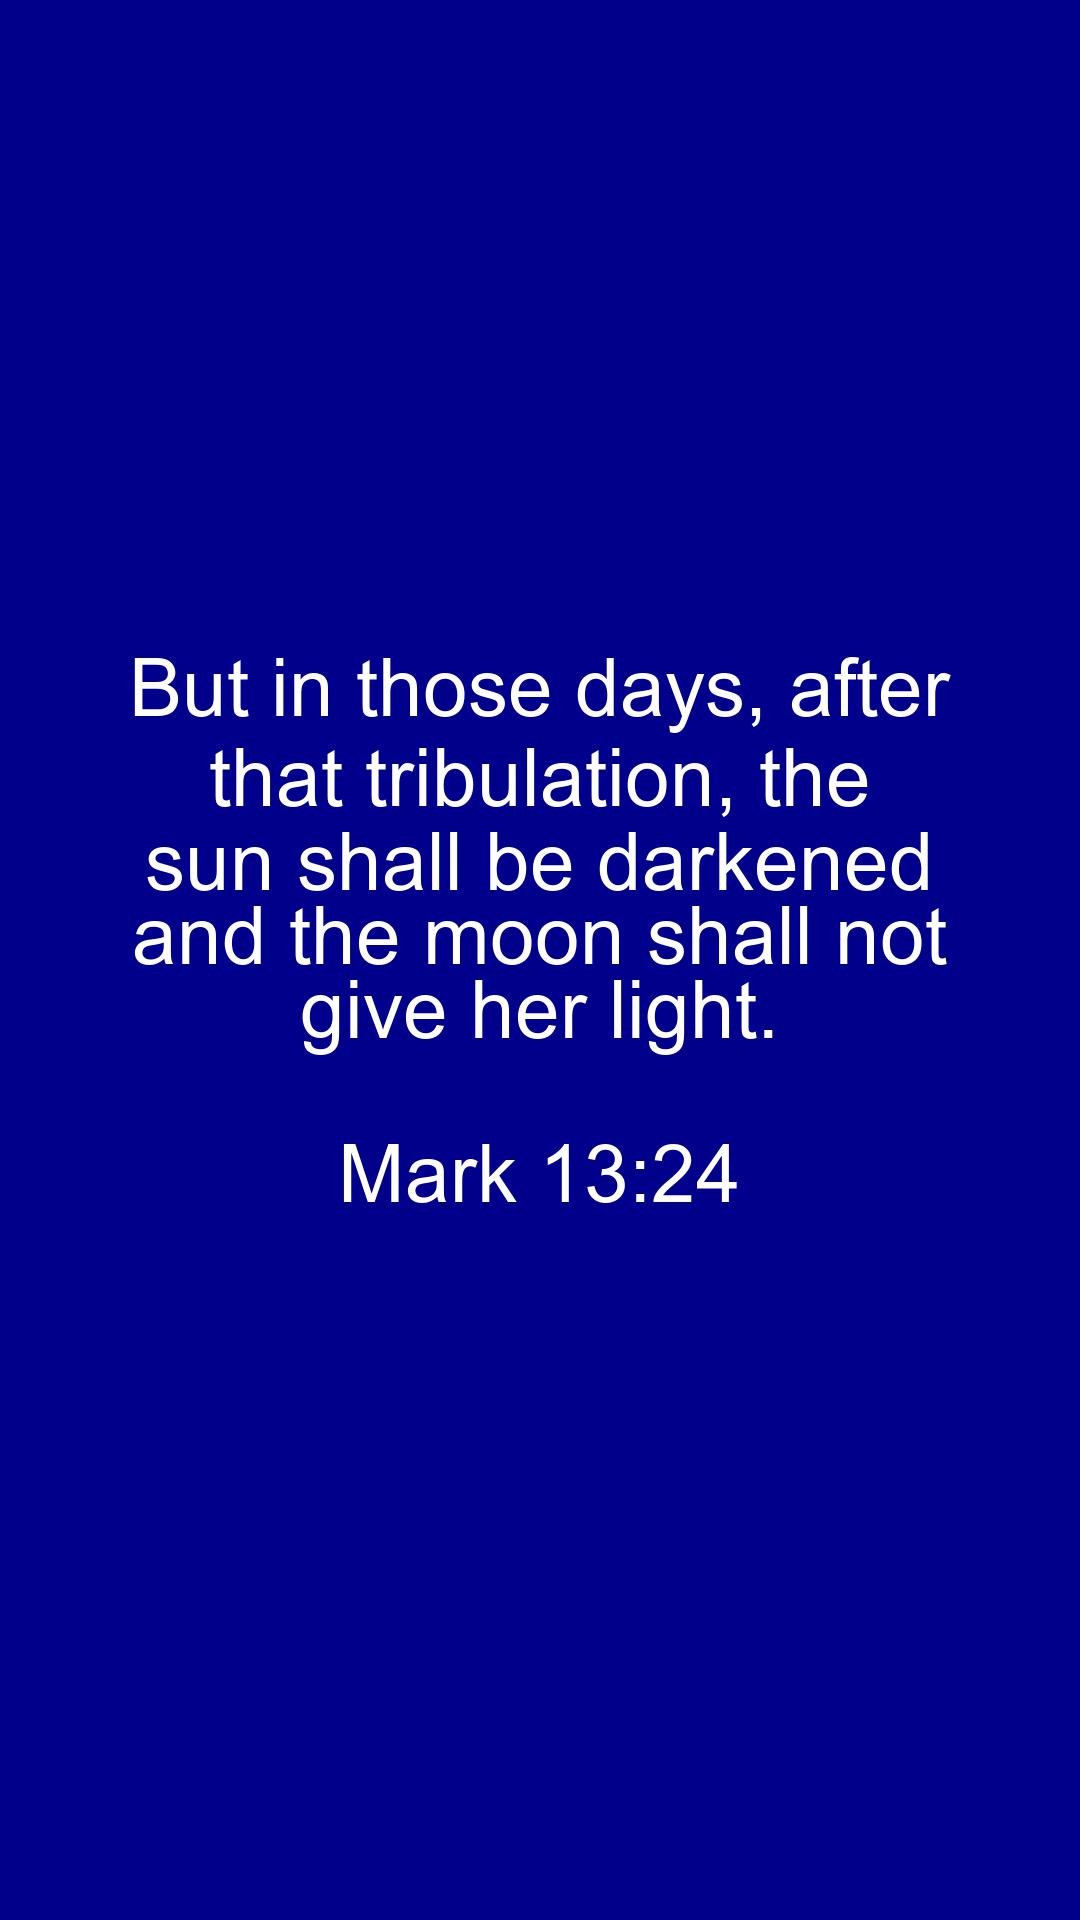 But in those days, after
that tribulation, the
sun shall be darkened
and the moon shall not
give her light.
Mark 13:24